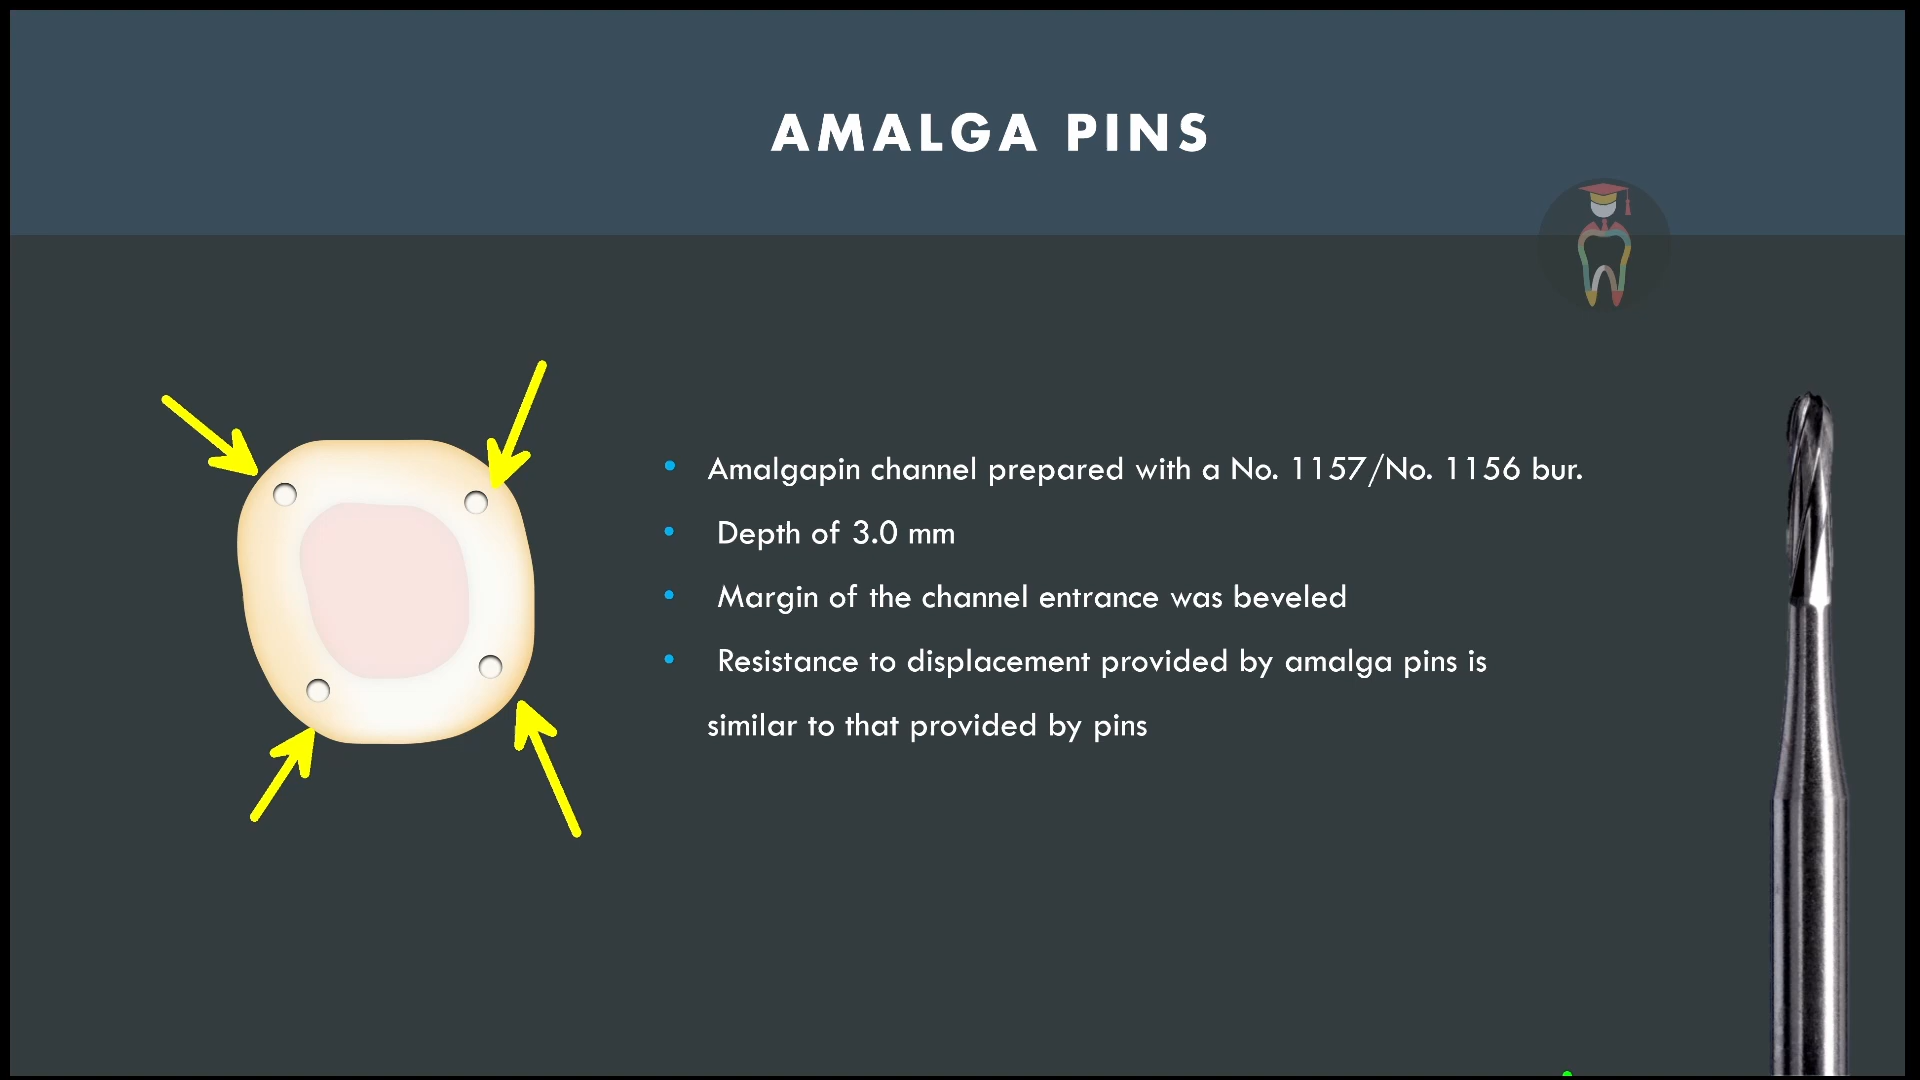 AMALGA PINS
• Amalgapin channel prepared with a No. 1157/No. 1156 bur.
• Depth of 3.0 mm
• Margin of the channel entrance was beveled
• Resistance to displacement provided by amalga pins is
similar to that provided by pins